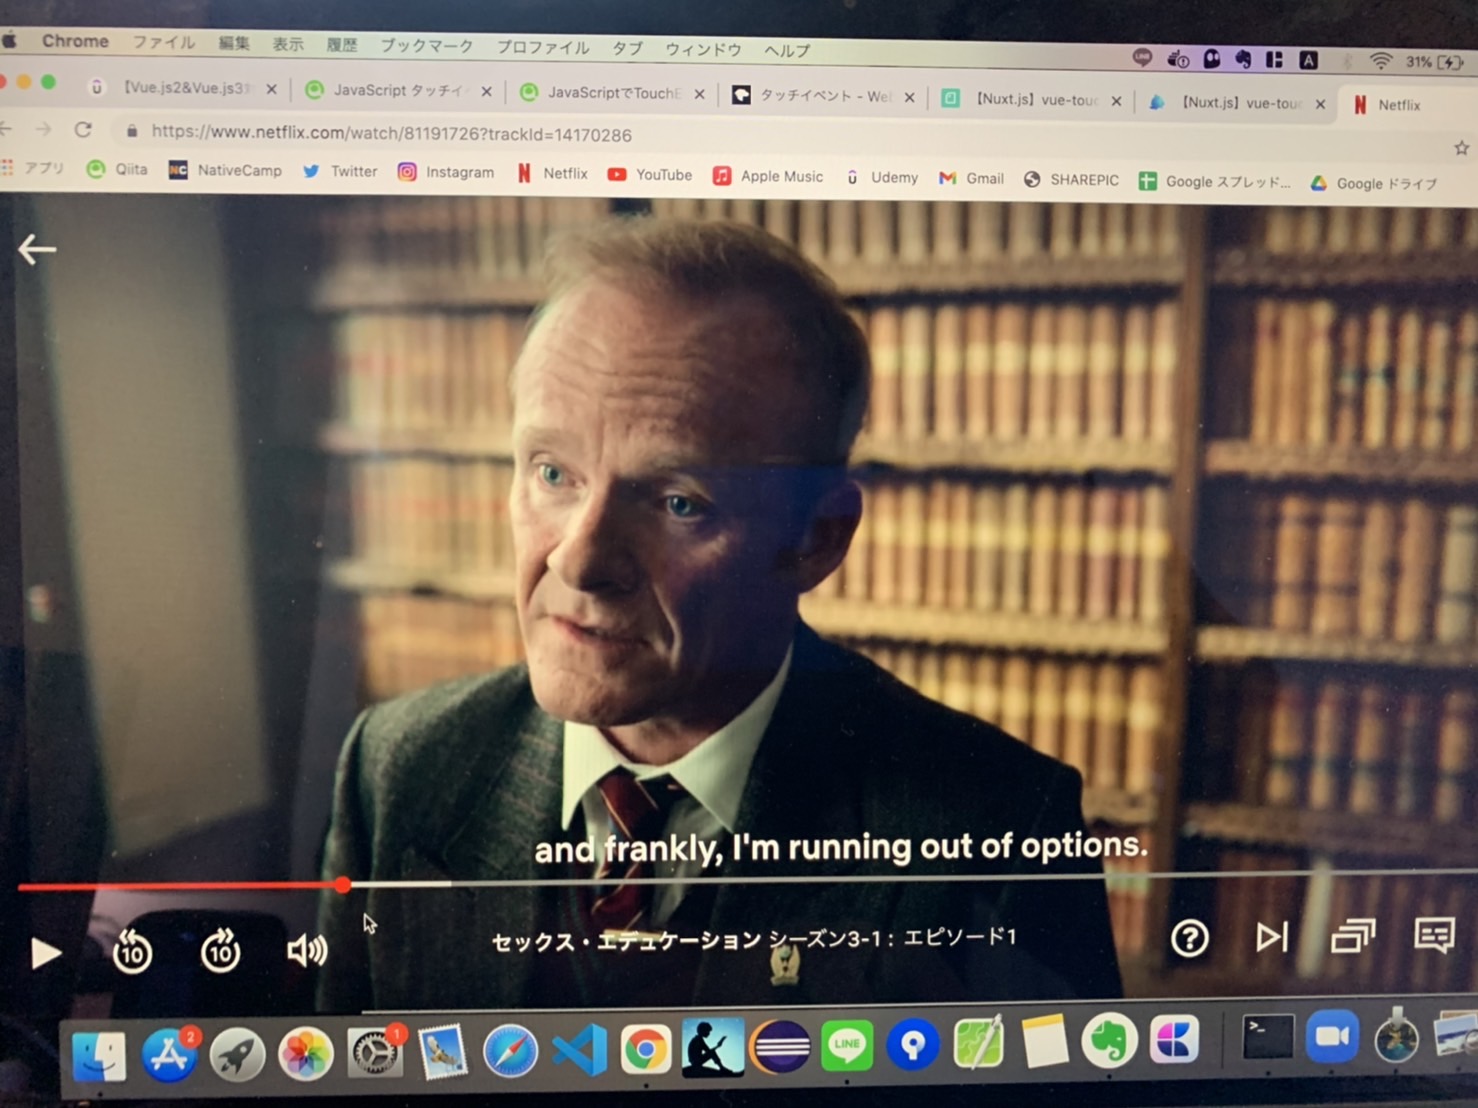 Chrome ファイル 編集 表示 履歴 ブックマーク プロファイル タブ ウィンドウ ヘルプ LINE A 31%
【Vue.js2&Vue.js3 JavaScript タッチイ JavaScriptでTouchE タッチイベント - We 【Nuxt.js】vue-touc 【Nuxt.js】vue-tou Netflix
https://www.netflix.com/watch/81191726?trackId=14170286
アプリ Qiita NC NativeCamp Twitter Instagram N Netflix YouTube Apple Music Udemy Gmail SHAREPIC Google スプレッド... Google ドライブ
and frankly, I'm running out of options.
10 10 セックス・エデュケーション シーズン3-1: エピソード1 ?
2 1 LINE